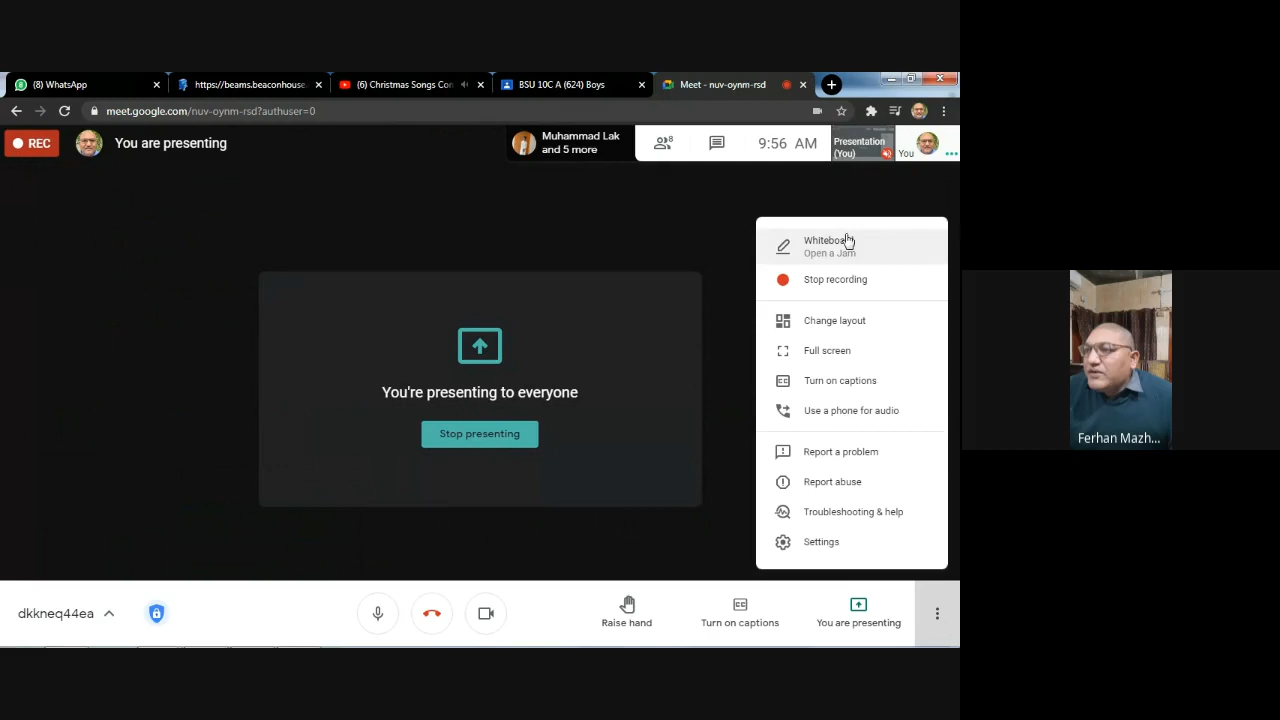 (8) WhatsApp
https://beams.beaconhouse.
(6) Christmas Songs Con
BSU 10C A (624) Boys
Meet - nuv-oynm-rsd
meet.google.com/nuv-oynm-rsd?authuser=0
REC
You are presenting
Muhammad Lak
and 5 more
8
9:56 AM
Presentation
(You)
You
Whiteboard
Open a Jam
Stop recording
Change layout
Full screen
Turn on captions
Use a phone for audio
Report a problem
Report abuse
Troubleshooting & help
Settings
You're presenting to everyone
Stop presenting
Ferhan Mazh...
dkkneq44ea
Raise hand
Turn on captions
You are presenting